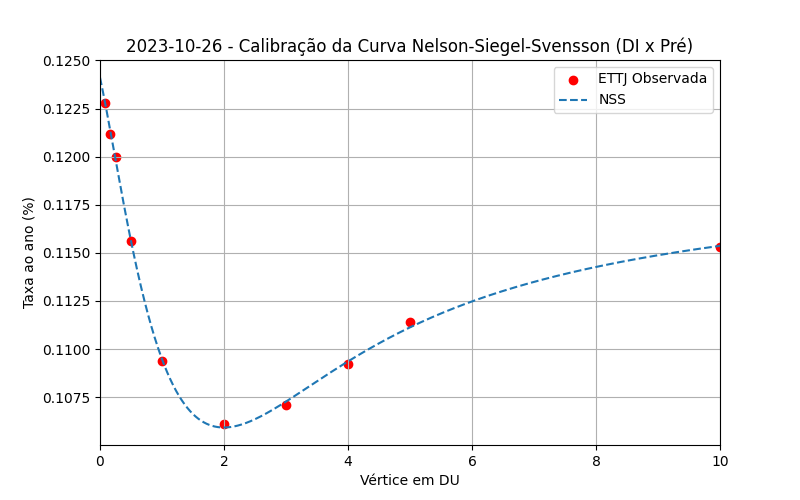 2023-10-26 - Calibração da Curva Nelson-Siegel-Svensson (DI x Pré)
ETTJ Observada
NSS
Taxa ao ano (%)
0.1250
0.1225
0.1200
0.1175
0.1150
0.1125
0.1100
0.1075
0 2 4 6 8 10
Vértice em DU